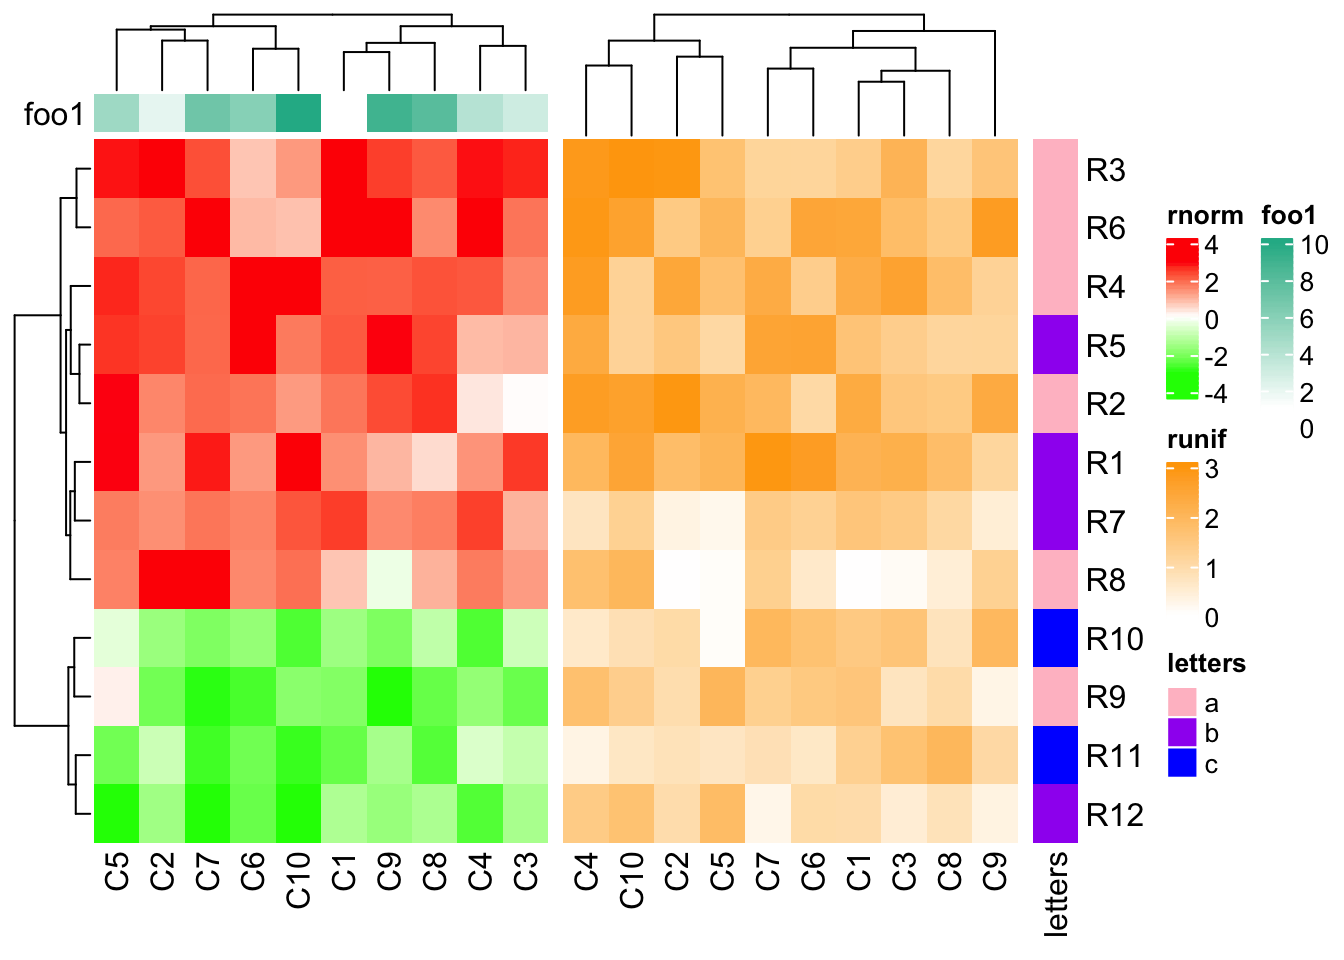 foo1
R3
R6
R4
R5
R2
R1
R7
R8
R10
R9
R11
R12
C5 C2 C7 C6 C10 C1 C9 C8 C4 C3
C4 C10 C2 C5 C7 C6 C1 C3 C8 C9
letters
rnorm
4
2
0
-2
-4
foo1
10
8
6
4
2
0
runif
3
2
1
0
letters
a
b
c